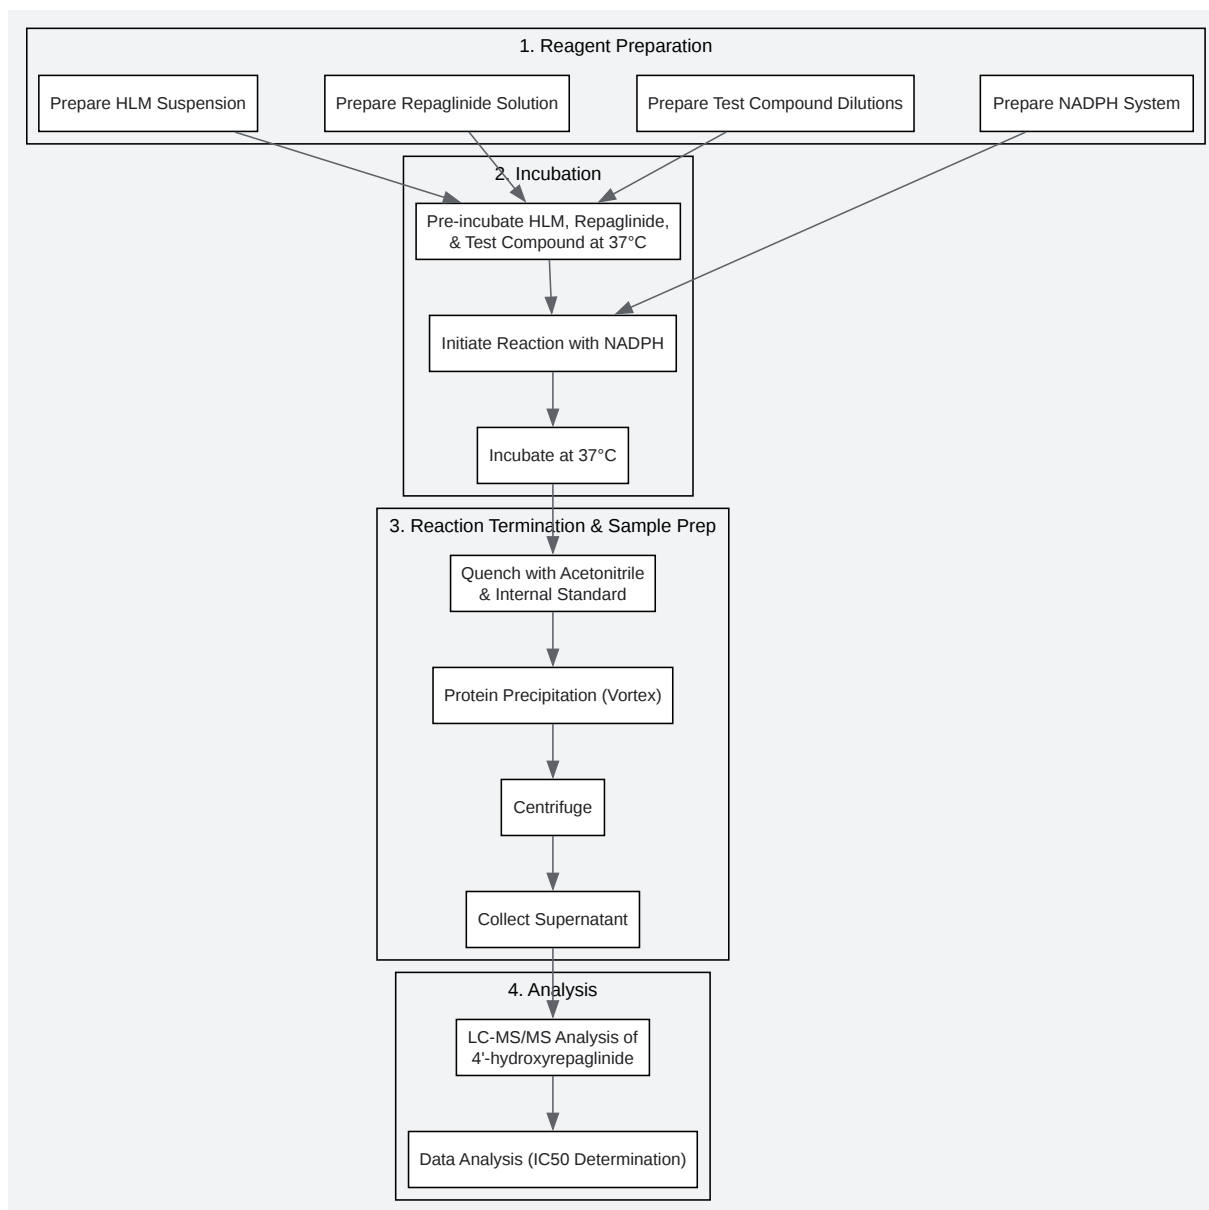 1. Reagent Preparation
Prepare HLM Suspension
Prepare Repaglinide Solution
Prepare Test Compound Dilutions
Prepare NADPH System
2. Incubation
Pre-incubate HLM, Repaglinide,
& Test Compound at 37°C
Initiate Reaction with NADPH
Incubate at 37°C
3. Reaction Termination & Sample Prep
Quench with Acetonitrile
& Internal Standard
Protein Precipitation (Vortex)
Centrifuge
Collect Supernatant
4. Analysis
LC-MS/MS Analysis of
4'-hydroxyrepaglinide
Data Analysis (IC50 Determination)